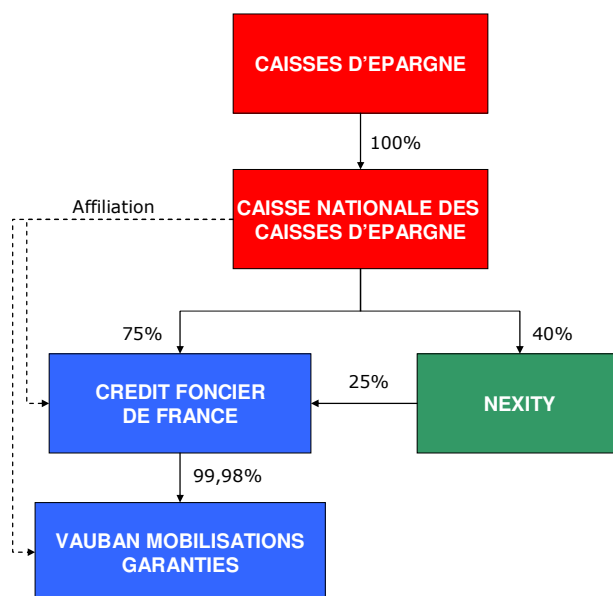 CAISSES D'EPARGNE
100%
Affiliation
CAISSE NATIONALE DES
CAISSES D'EPARGNE
75%
40%
CREDIT FONCIER
DE FRANCE
25%
NEXITY
99,98%
VAUBAN MOBILISATIONS
GARANTIES